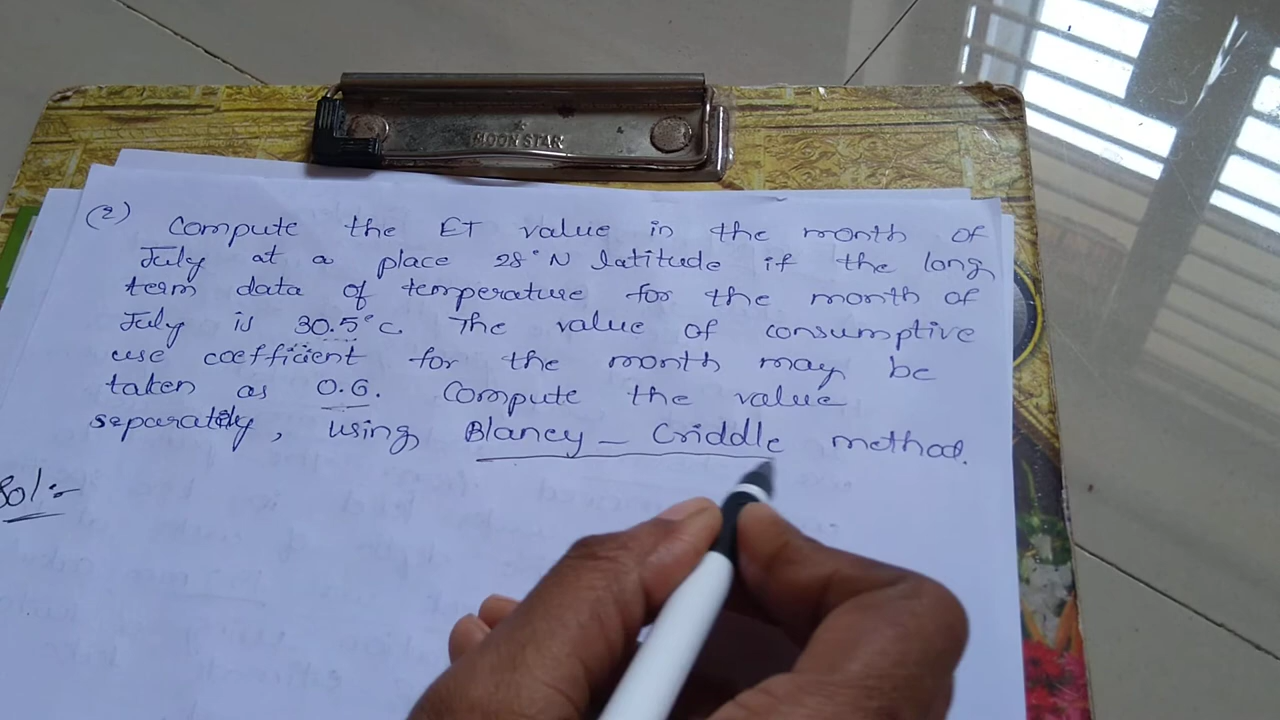 MOON STAR
(2) Compute the ET value in the month of
July at a place 28°N latitude if the long
term data of temperature for the month of
July is 30.5°c. The value of consumptive
use coefficient for the month may be
taken as 0.6. Compute the value
separately, using Blaney - Criddle method.
Sol:-